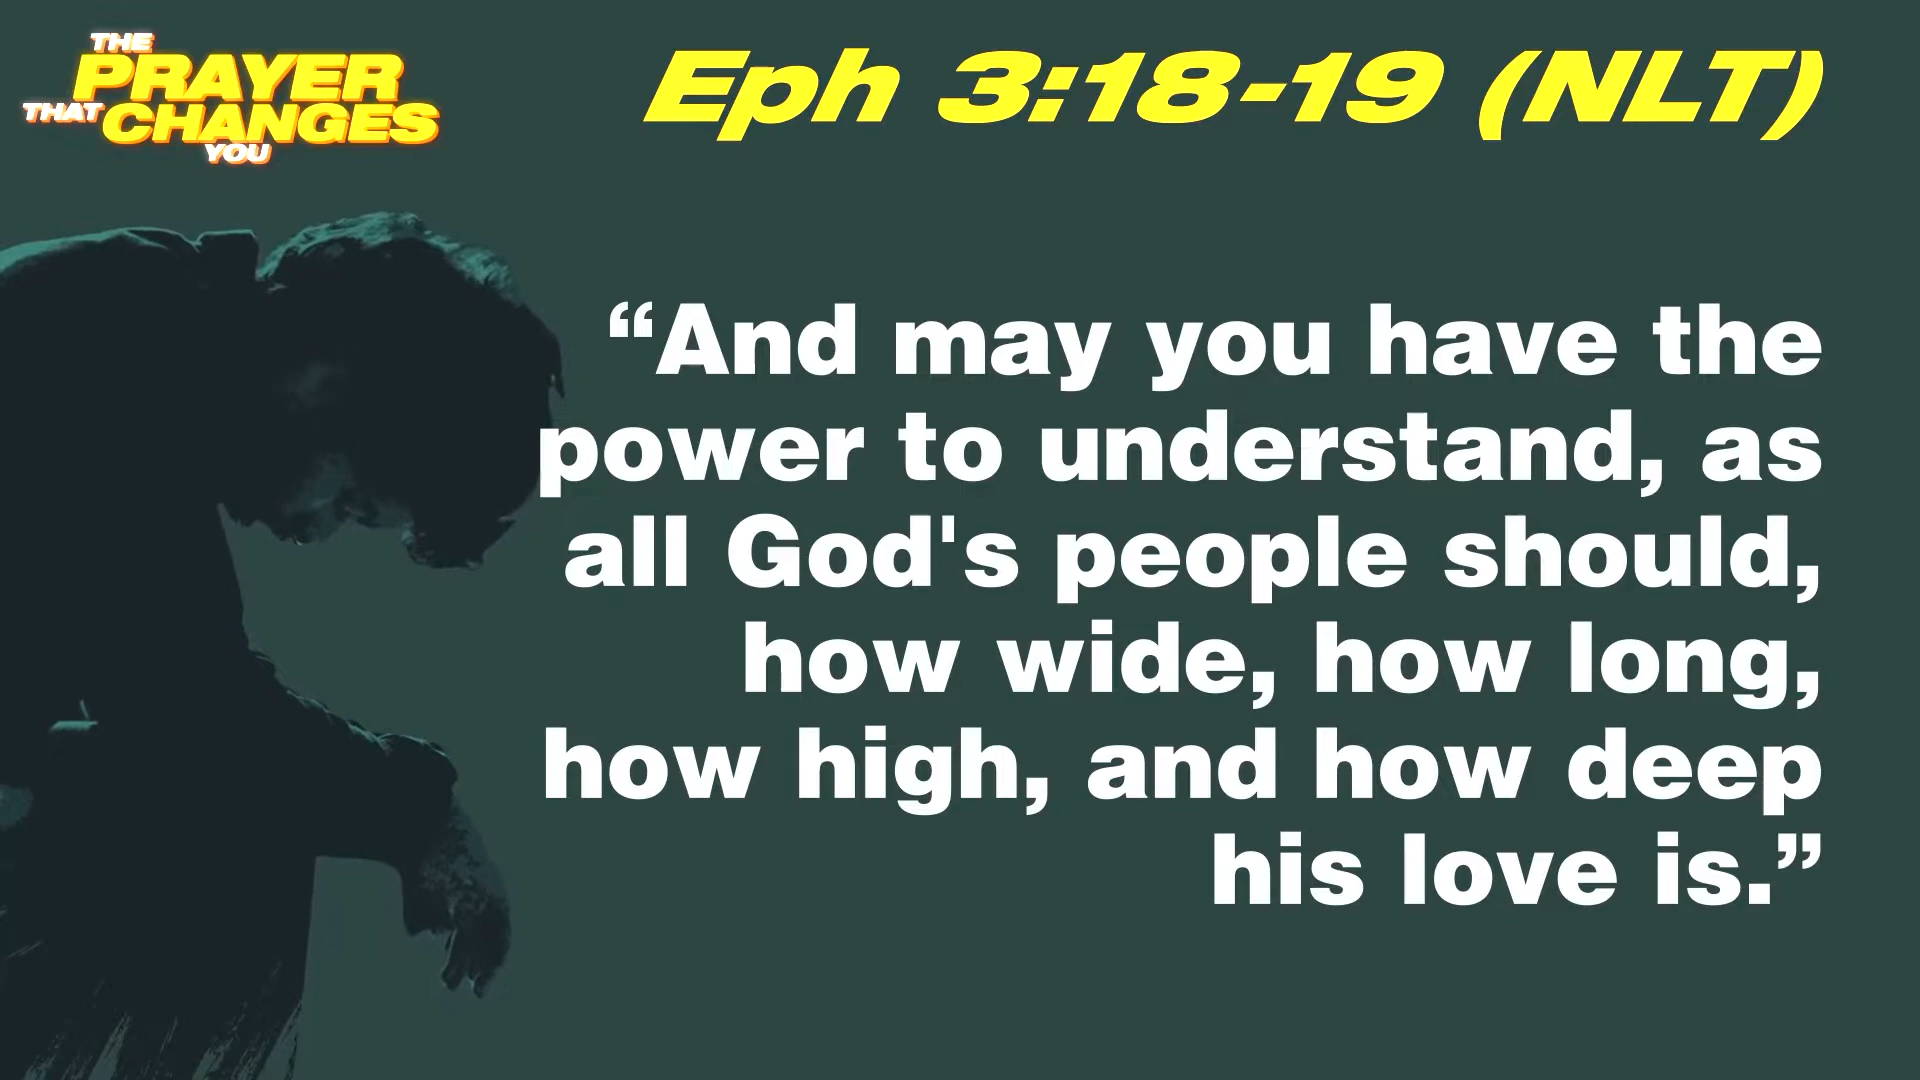 THE
PRAYER
THAT CHANGES
YOU
Eph 3:18-19 (NLT)
“And may you have the
power to understand, as
all God's people should,
how wide, how long,
how high, and how deep
his love is.”